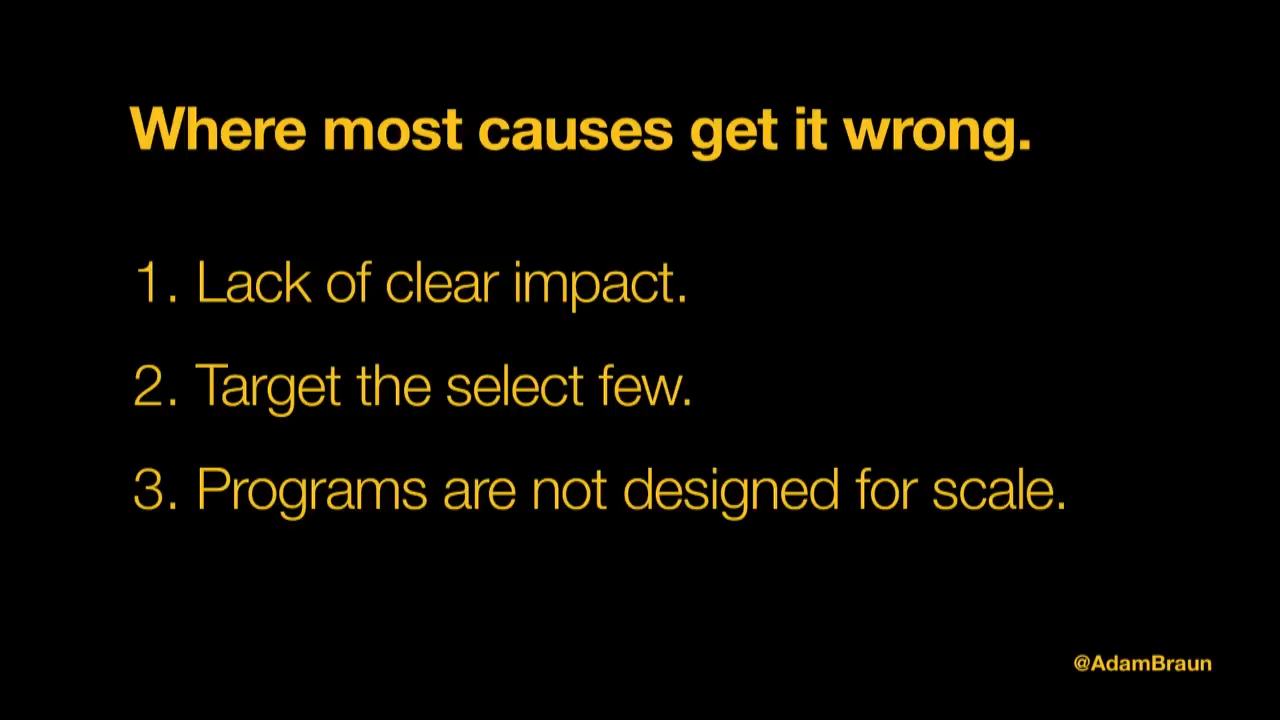 Where most causes get it wrong.
1. Lack of clear impact.
2. Target the select few.
3. Programs are not designed for scale.
@AdamBraun